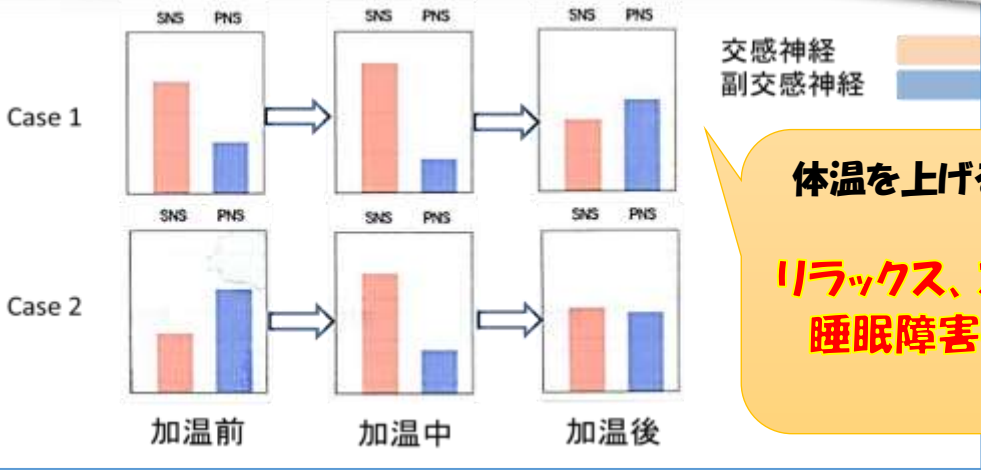 SNS PNS
SNS PNS
SNS PNS
交感神経
副交感神経
Case 1
体温を上げ
リラックス、
睡眠障害
SNS PNS
SNS PNS
SNS PNS
Case 2
加温前
加温中
加温後